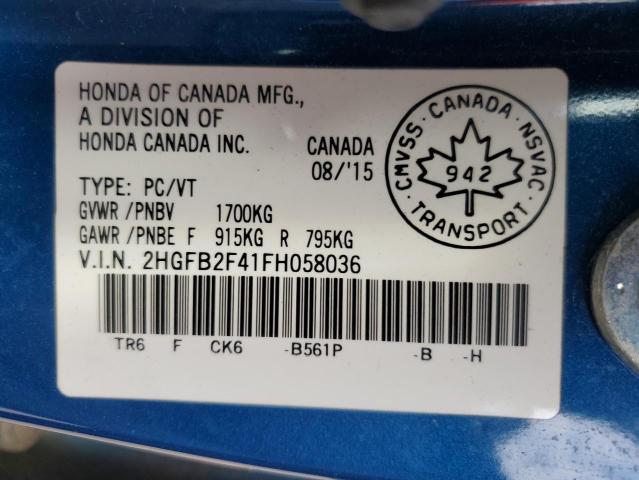 HONDA OF CANADA MFG.,
A DIVISION OF
HONDA CANADA INC.
CANADA
08/'15
TYPE: PC/VT
GVWR /PNBV 1700KG
GAWR /PNBE F 915KG R 795KG
V.I.N. 2HGFB2F41FH058036
TR6 F CK6 -B561P -B -H
CMVSS · CANADA · NSVAC
942
TRANSPORT